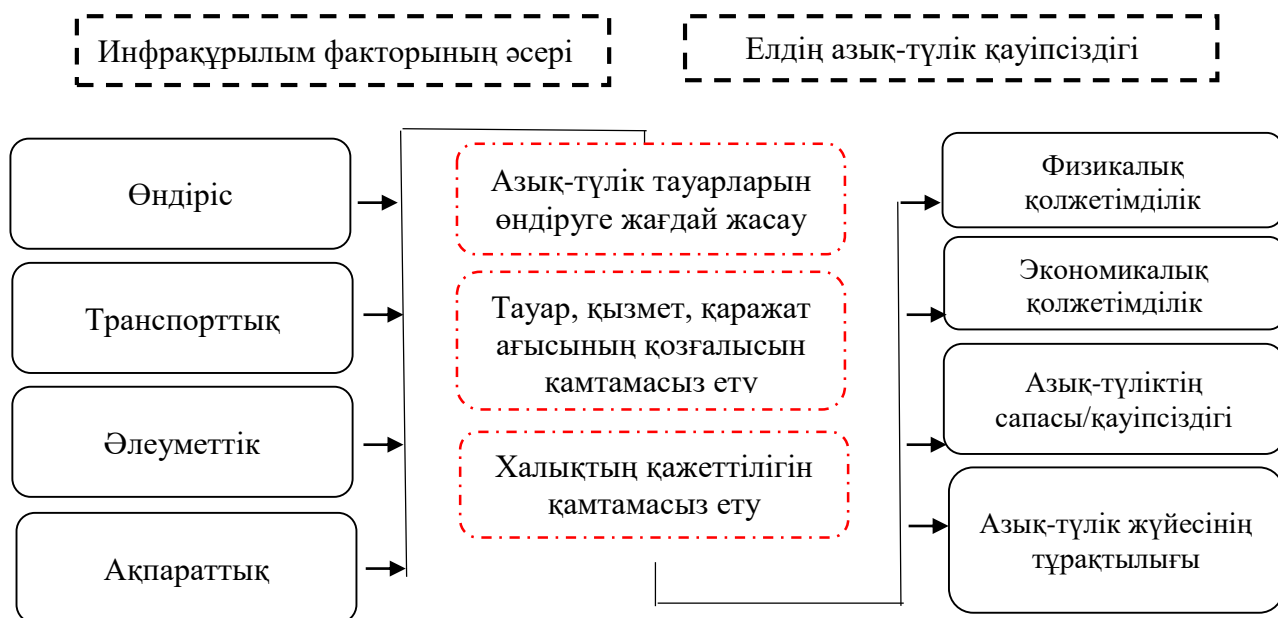 Инфрақұрылым факторының әсері
Елдің азық-түлік қауіпсіздігі
Өндіріс
Транспорттық
Әлеуметтік
Ақпараттық
Азық-түлік тауарларын
өндіруге жағдай жасау
Тауар, қызмет, қаражат
ағысының қозғалысын
қамтамасыз ету
Халықтың қажеттілігін
қамтамасыз ету
Физикалық
қолжетімділік
Экономикалық
қолжетімділік
Азық-түліктің
сапасы/қауіпсіздігі
Азық-түлік жүйесінің
тұрақтылығы